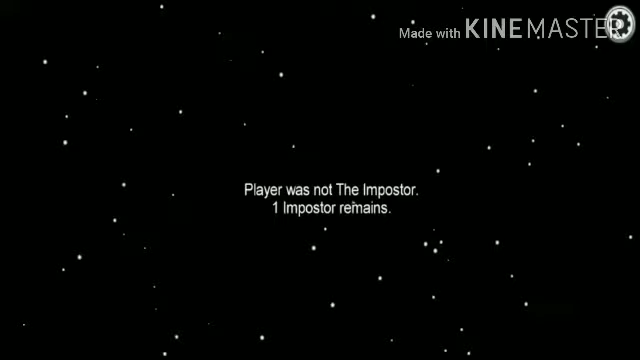 Made with KINEMASTER
Player was not The Impostor.
1 Impostor remains.